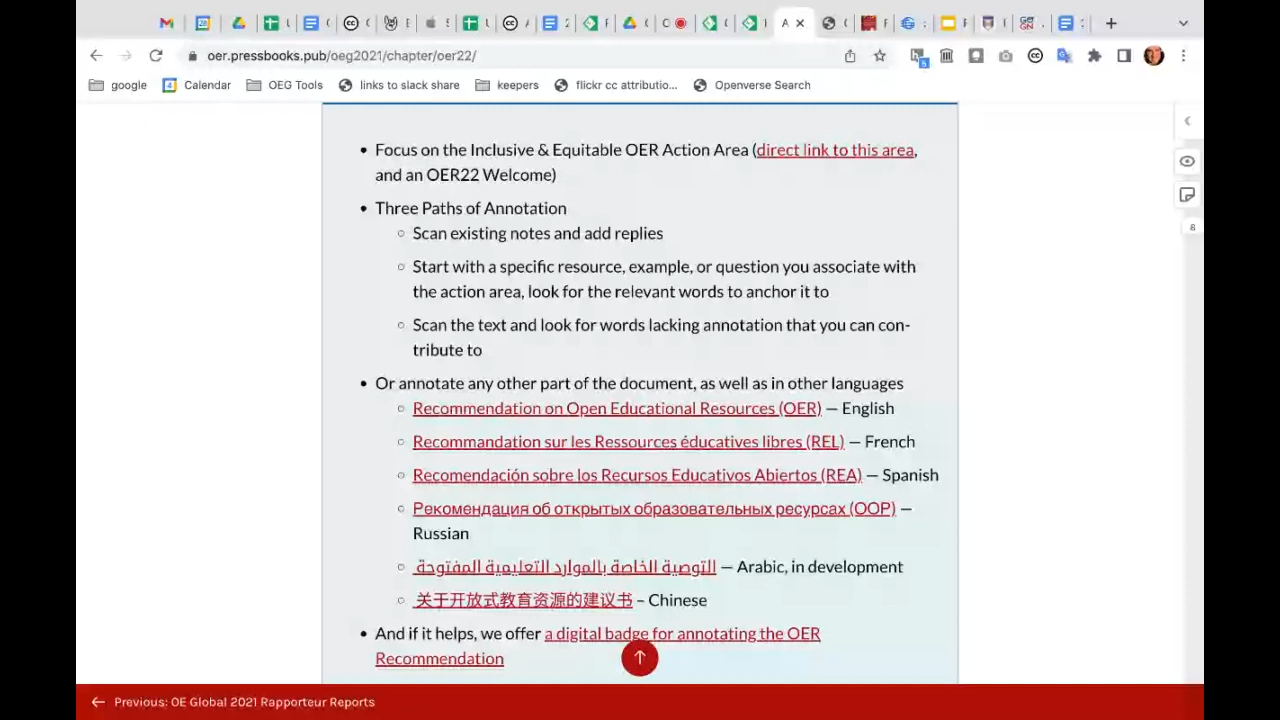 oer.pressbooks.pub/oeg2021/chapter/oer22/
google
Calendar
OEG Tools
links to slack share
keepers
flickr cc attributio...
Openverse Search
Focus on the Inclusive & Equitable OER Action Area (direct link to this area,
and an OER22 Welcome)
Three Paths of Annotation
Scan existing notes and add replies
Start with a specific resource, example, or question you associate with
the action area, look for the relevant words to anchor it to
Scan the text and look for words lacking annotation that you can con-
tribute to
Or annotate any other part of the document, as well as in other languages
Recommendation on Open Educational Resources (OER) — English
Recommandation sur les Ressources éducatives libres (REL) — French
Recomendación sobre los Recursos Educativos Abiertos (REA) — Spanish
Рекомендация об открытых образовательных ресурсах (ООР) —
Russian
التوصية الخاصة بالموارد التعليمية المفتوحة — Arabic, in development
关于开放式教育资源的建议书 – Chinese
And if it helps, we offer a digital badge for annotating the OER
Recommendation
8
Previous: OE Global 2021 Rapporteur Reports